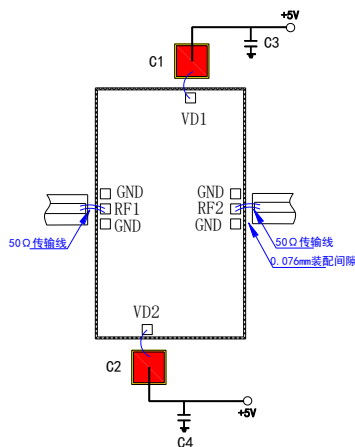 +5V
C1
C3
VD1
GND
GND
RF1
RF2
GND
GND
50Ω传输线
50Ω传输线
0.076mm装配间隙
VD2
C2
+5V
C4